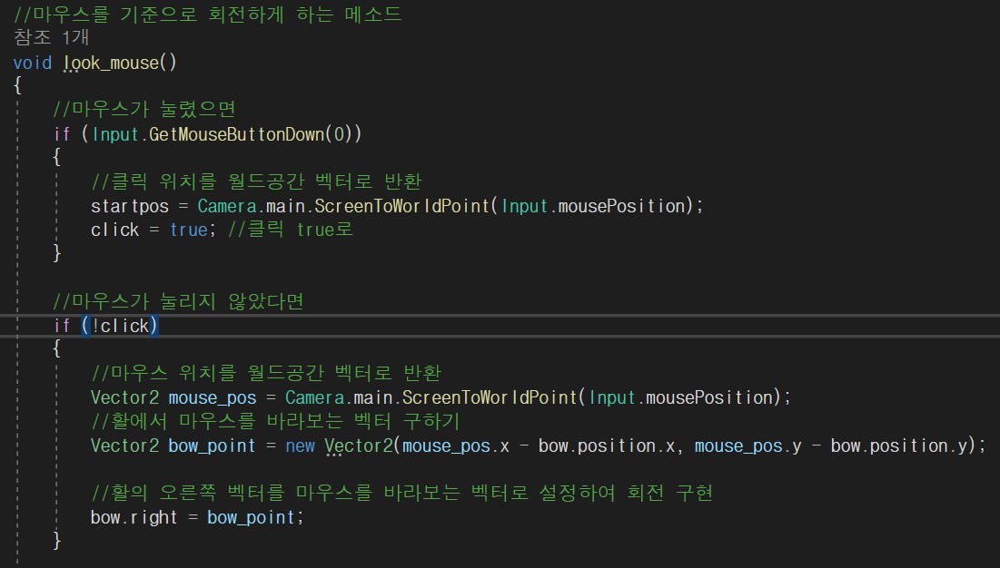 //마우스를 기준으로 회전하게 하는 메소드
참조 1개
void look_mouse()
{
//마우스가 눌렸으면
if (Input.GetMouseButtonDown(0))
{
//클릭 위치를 월드공간 벡터로 반환
startpos = Camera.main.ScreenToWorldPoint(Input.mousePosition);
click = true; //클릭 true로
}
//마우스가 눌리지 않았다면
if (!click)
{
//마우스 위치를 월드공간 벡터로 반환
Vector2 mouse_pos = Camera.main.ScreenToWorldPoint(Input.mousePosition);
//활에서 마우스를 바라보는 벡터 구하기
Vector2 bow_point = new Vector2(mouse_pos.x - bow.position.x, mouse_pos.y - bow.position.y);
//활의 오른쪽 벡터를 마우스를 바라보는 벡터로 설정하여 회전 구현
bow.right = bow_point;
}